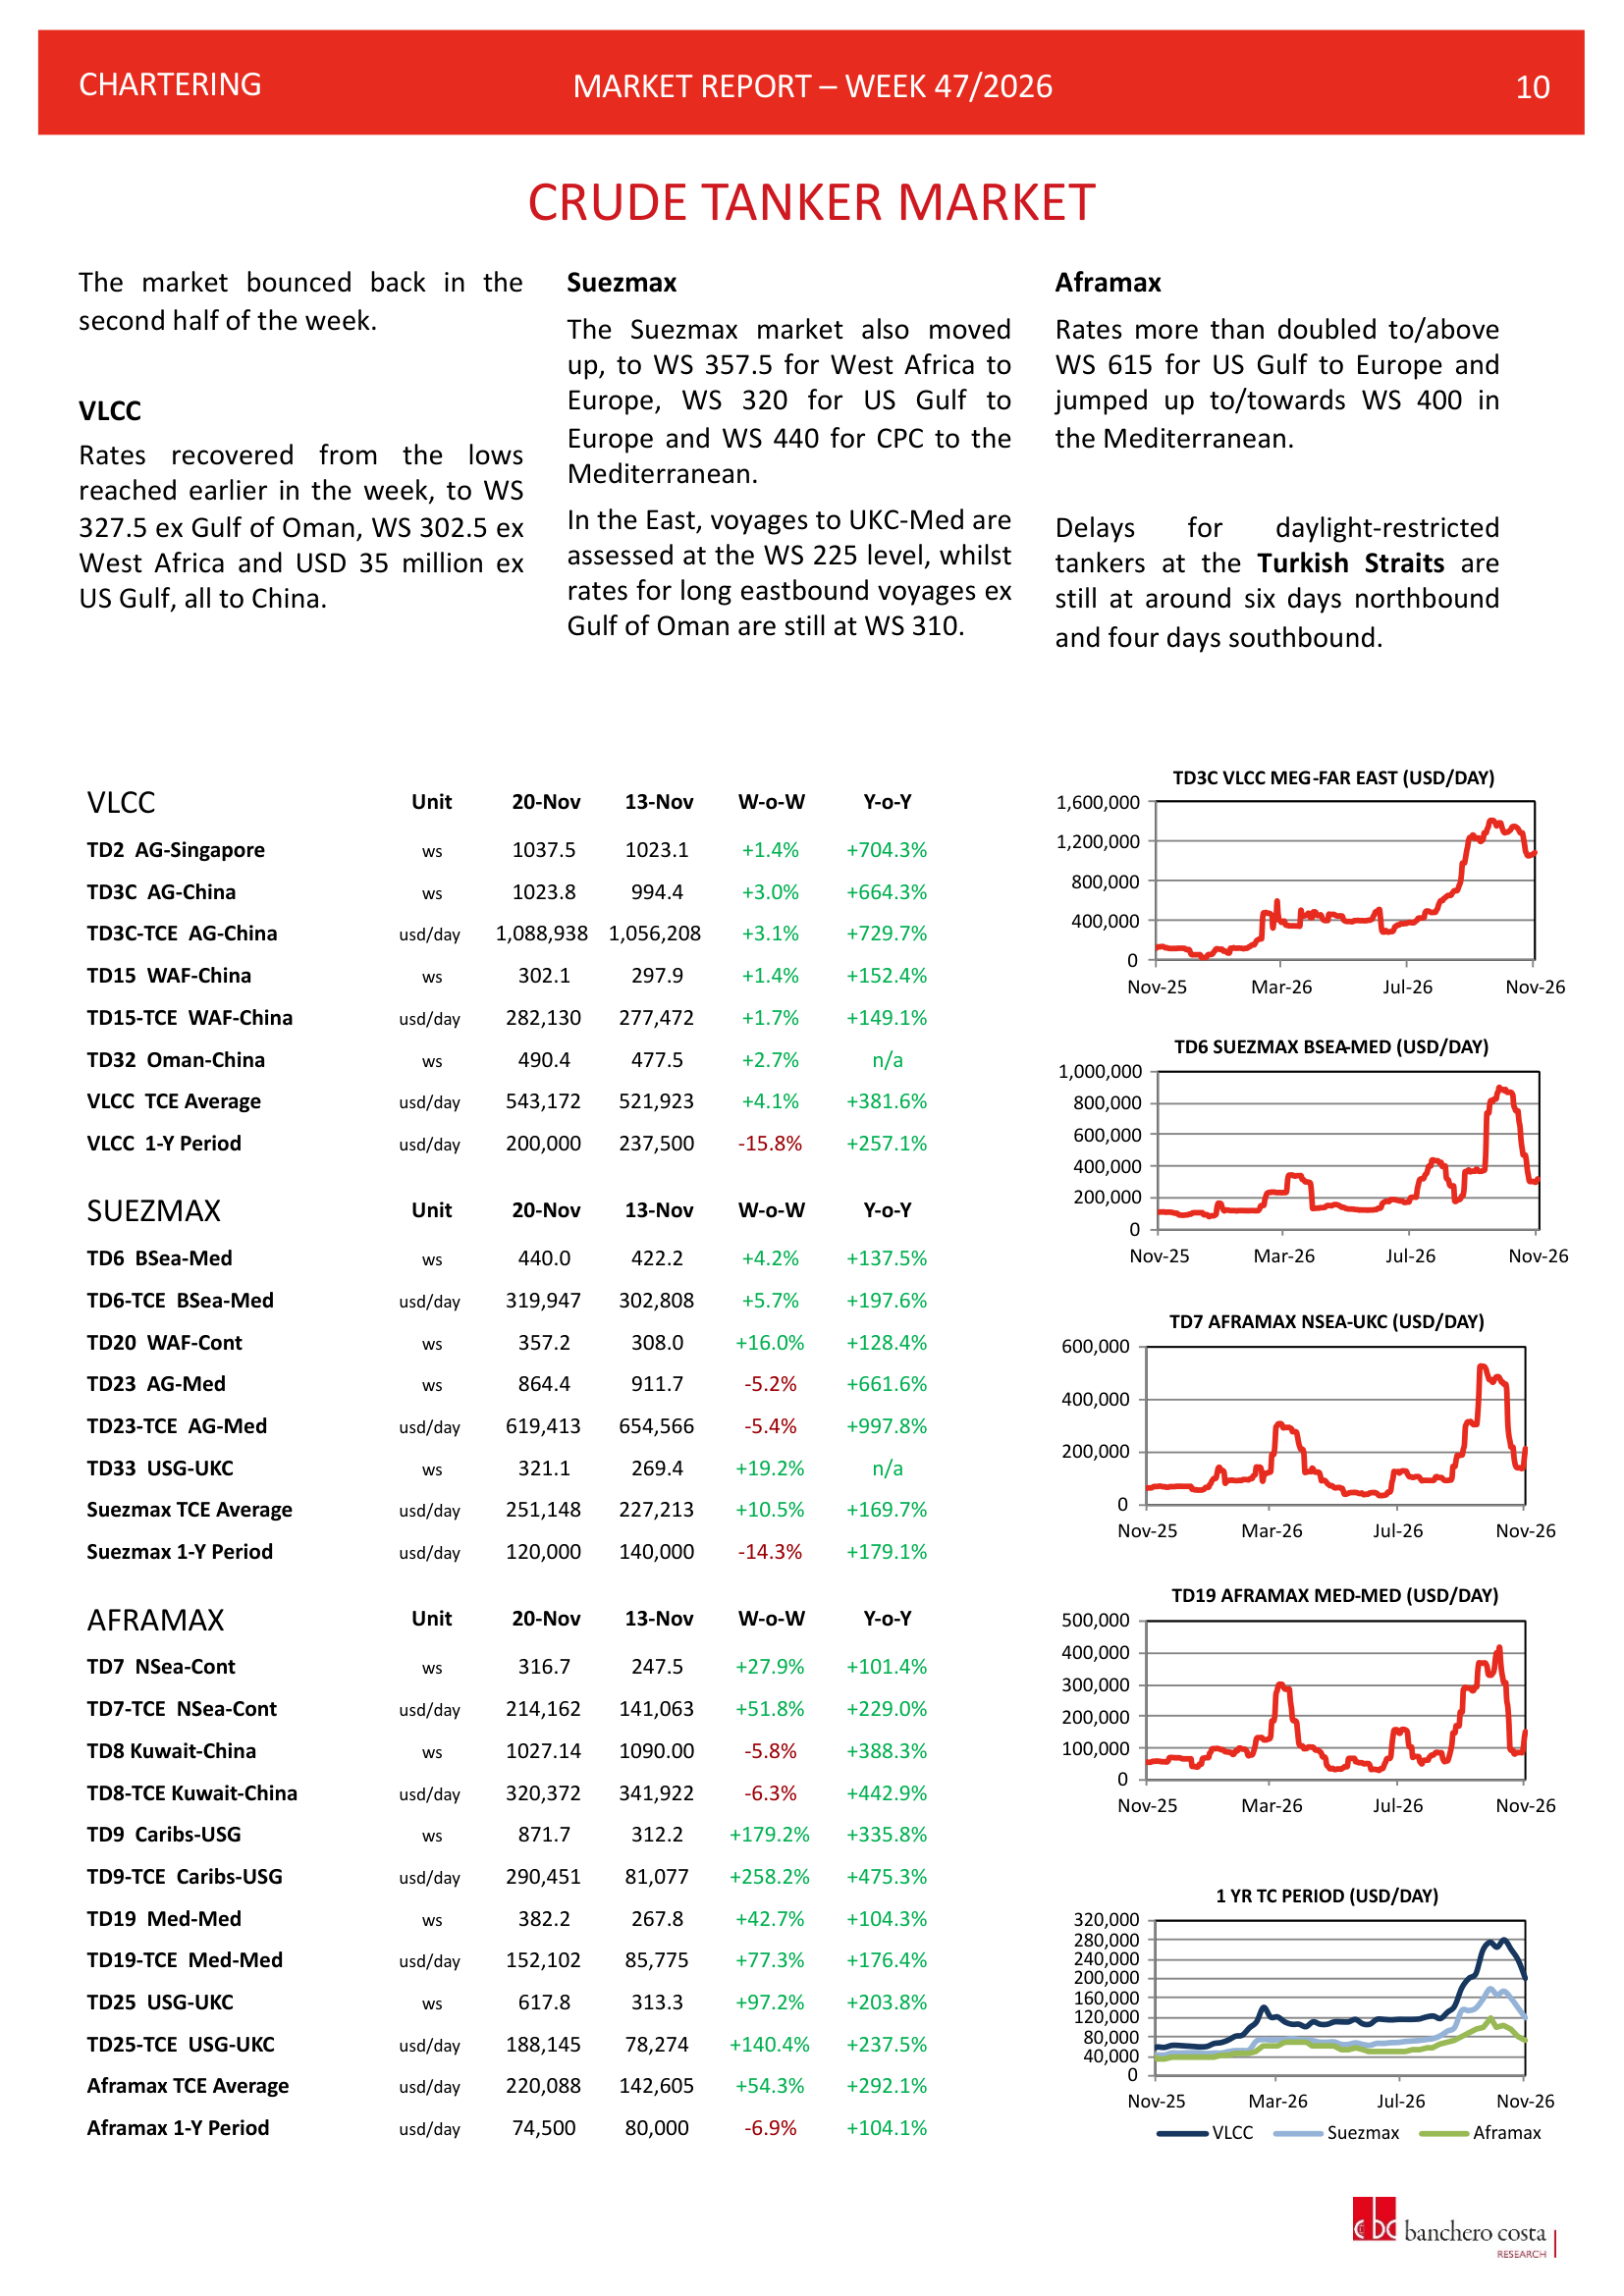 CHARTERING
MARKET REPORT – WEEK 47/2026
10
CRUDE TANKER MARKET
The market bounced back in the
second half of the week.
VLCC
Rates recovered from the lows
reached earlier in the week, to WS
327.5 ex Gulf of Oman, WS 302.5 ex
West Africa and USD 35 million ex
US Gulf, all to China.
Suezmax
The Suezmax market also moved
up, to WS 357.5 for West Africa to
Europe, WS 320 for US Gulf to
Europe and WS 440 for CPC to the
Mediterranean.
In the East, voyages to UKC-Med are
assessed at the WS 225 level, whilst
rates for long eastbound voyages ex
Gulf of Oman are still at WS 310.
Aframax
Rates more than doubled to/above
WS 615 for US Gulf to Europe and
jumped up to/towards WS 400 in
the Mediterranean.
Delays for daylight-restricted
tankers at the Turkish Straits are
still at around six days northbound
and four days southbound.
VLCC Unit 20-Nov 13-Nov W-o-W Y-o-Y
TD2 AG-Singapore ws 1037.5 1023.1 +1.4% +704.3%
TD3C AG-China ws 1023.8 994.4 +3.0% +664.3%
TD3C-TCE AG-China usd/day 1,088,938 1,056,208 +3.1% +729.7%
TD15 WAF-China ws 302.1 297.9 +1.4% +152.4%
TD15-TCE WAF-China usd/day 282,130 277,472 +1.7% +149.1%
TD32 Oman-China ws 490.4 477.5 +2.7% n/a
VLCC TCE Average usd/day 543,172 521,923 +4.1% +381.6%
VLCC 1-Y Period usd/day 200,000 237,500 -15.8% +257.1%
SUEZMAX Unit 20-Nov 13-Nov W-o-W Y-o-Y
TD6 BSea-Med ws 440.0 422.2 +4.2% +137.5%
TD6-TCE BSea-Med usd/day 319,947 302,808 +5.7% +197.6%
TD20 WAF-Cont ws 357.2 308.0 +16.0% +128.4%
TD23 AG-Med ws 864.4 911.7 -5.2% +661.6%
TD23-TCE AG-Med usd/day 619,413 654,566 -5.4% +997.8%
TD33 USG-UKC ws 321.1 269.4 +19.2% n/a
Suezmax TCE Average usd/day 251,148 227,213 +10.5% +169.7%
Suezmax 1-Y Period usd/day 120,000 140,000 -14.3% +179.1%
AFRAMAX Unit 20-Nov 13-Nov W-o-W Y-o-Y
TD7 NSea-Cont ws 316.7 247.5 +27.9% +101.4%
TD7-TCE NSea-Cont usd/day 214,162 141,063 +51.8% +229.0%
TD8 Kuwait-China ws 1027.14 1090.00 -5.8% +388.3%
TD8-TCE Kuwait-China usd/day 320,372 341,922 -6.3% +442.9%
TD9 Caribs-USG ws 871.7 312.2 +179.2% +335.8%
TD9-TCE Caribs-USG usd/day 290,451 81,077 +258.2% +475.3%
TD19 Med-Med ws 382.2 267.8 +42.7% +104.3%
TD19-TCE Med-Med usd/day 152,102 85,775 +77.3% +176.4%
TD25 USG-UKC ws 617.8 313.3 +97.2% +203.8%
TD25-TCE USG-UKC usd/day 188,145 78,274 +140.4% +237.5%
Aframax TCE Average usd/day 220,088 142,605 +54.3% +292.1%
Aframax 1-Y Period usd/day 74,500 80,000 -6.9% +104.1%
TD3C VLCC MEG-FAR EAST (USD/DAY)
1,600,000
1,200,000
800,000
400,000
0
Nov-25 Mar-26 Jul-26 Nov-26
TD6 SUEZMAX BSEA-MED (USD/DAY)
1,000,000
800,000
600,000
400,000
200,000
0
Nov-25 Mar-26 Jul-26 Nov-26
TD7 AFRAMAX NSEA-UKC (USD/DAY)
600,000
400,000
200,000
0
Nov-25 Mar-26 Jul-26 Nov-26
TD19 AFRAMAX MED-MED (USD/DAY)
500,000
400,000
300,000
200,000
100,000
0
Nov-25 Mar-26 Jul-26 Nov-26
1 YR TC PERIOD (USD/DAY)
320,000
280,000
240,000
200,000
160,000
120,000
80,000
40,000
0
Nov-25 Mar-26 Jul-26 Nov-26
VLCC Suezmax Aframax
bc banchero costa
RESEARCH